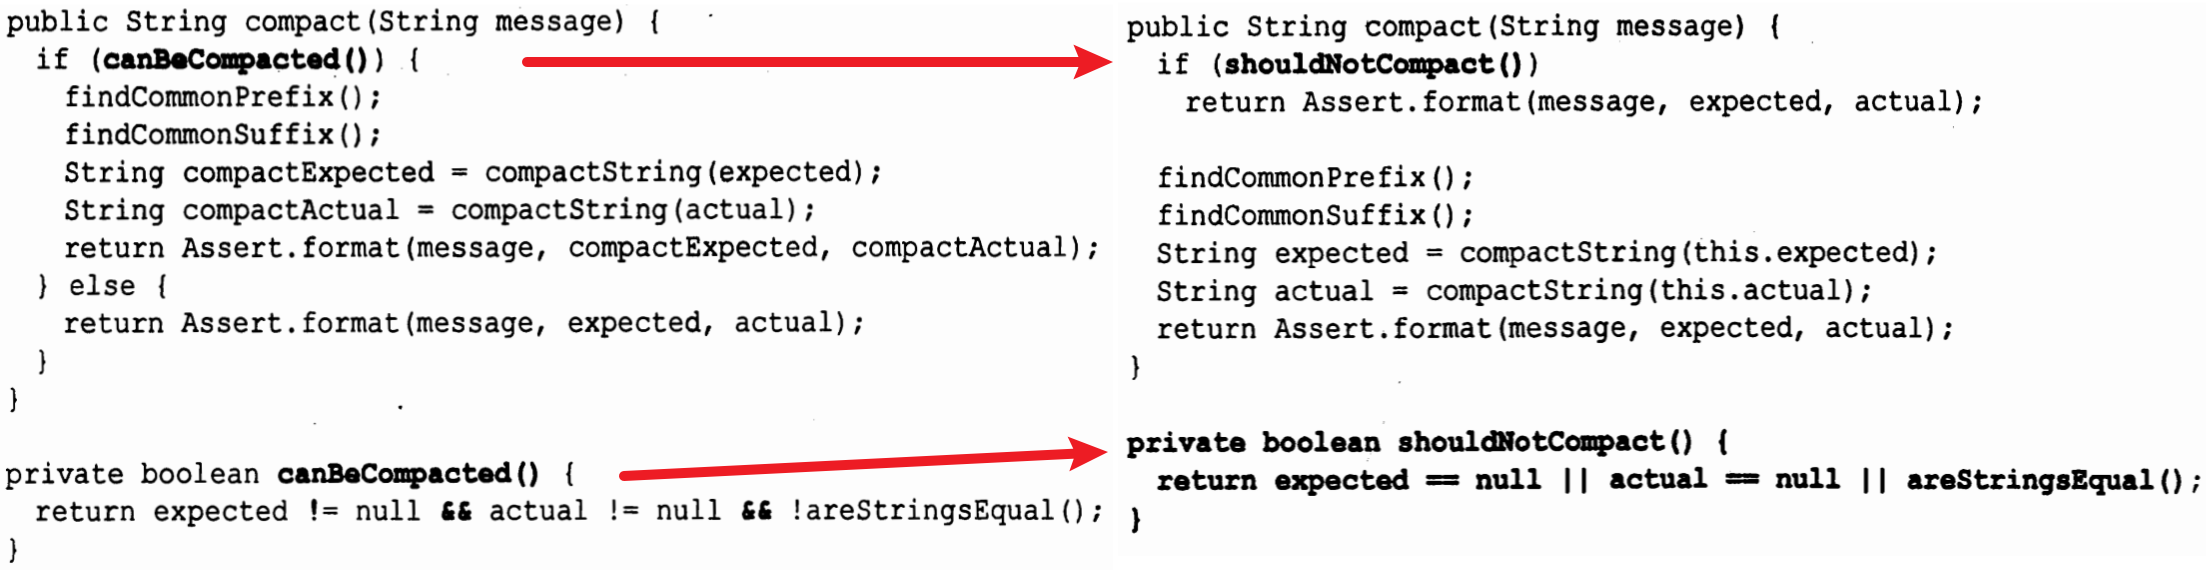 public String compact(String message) {
  if (canBeCompacted()) {
    findCommonPrefix();
    findCommonSuffix();
    String compactExpected = compactString(expected);
    String compactActual = compactString(actual);
    return Assert.format(message, compactExpected, compactActual);
  } else {
    return Assert.format(message, expected, actual);
  }
}

private boolean canBeCompacted() {
  return expected != null && actual != null && !areStringsEqual();
}

public String compact(String message) {
  if (shouldNotCompact())
    return Assert.format(message, expected, actual);

  findCommonPrefix();
  findCommonSuffix();
  String expected = compactString(this.expected);
  String actual = compactString(this.actual);
  return Assert.format(message, expected, actual);
}

private boolean shouldNotCompact() {
  return expected == null || actual == null || areStringsEqual();
}